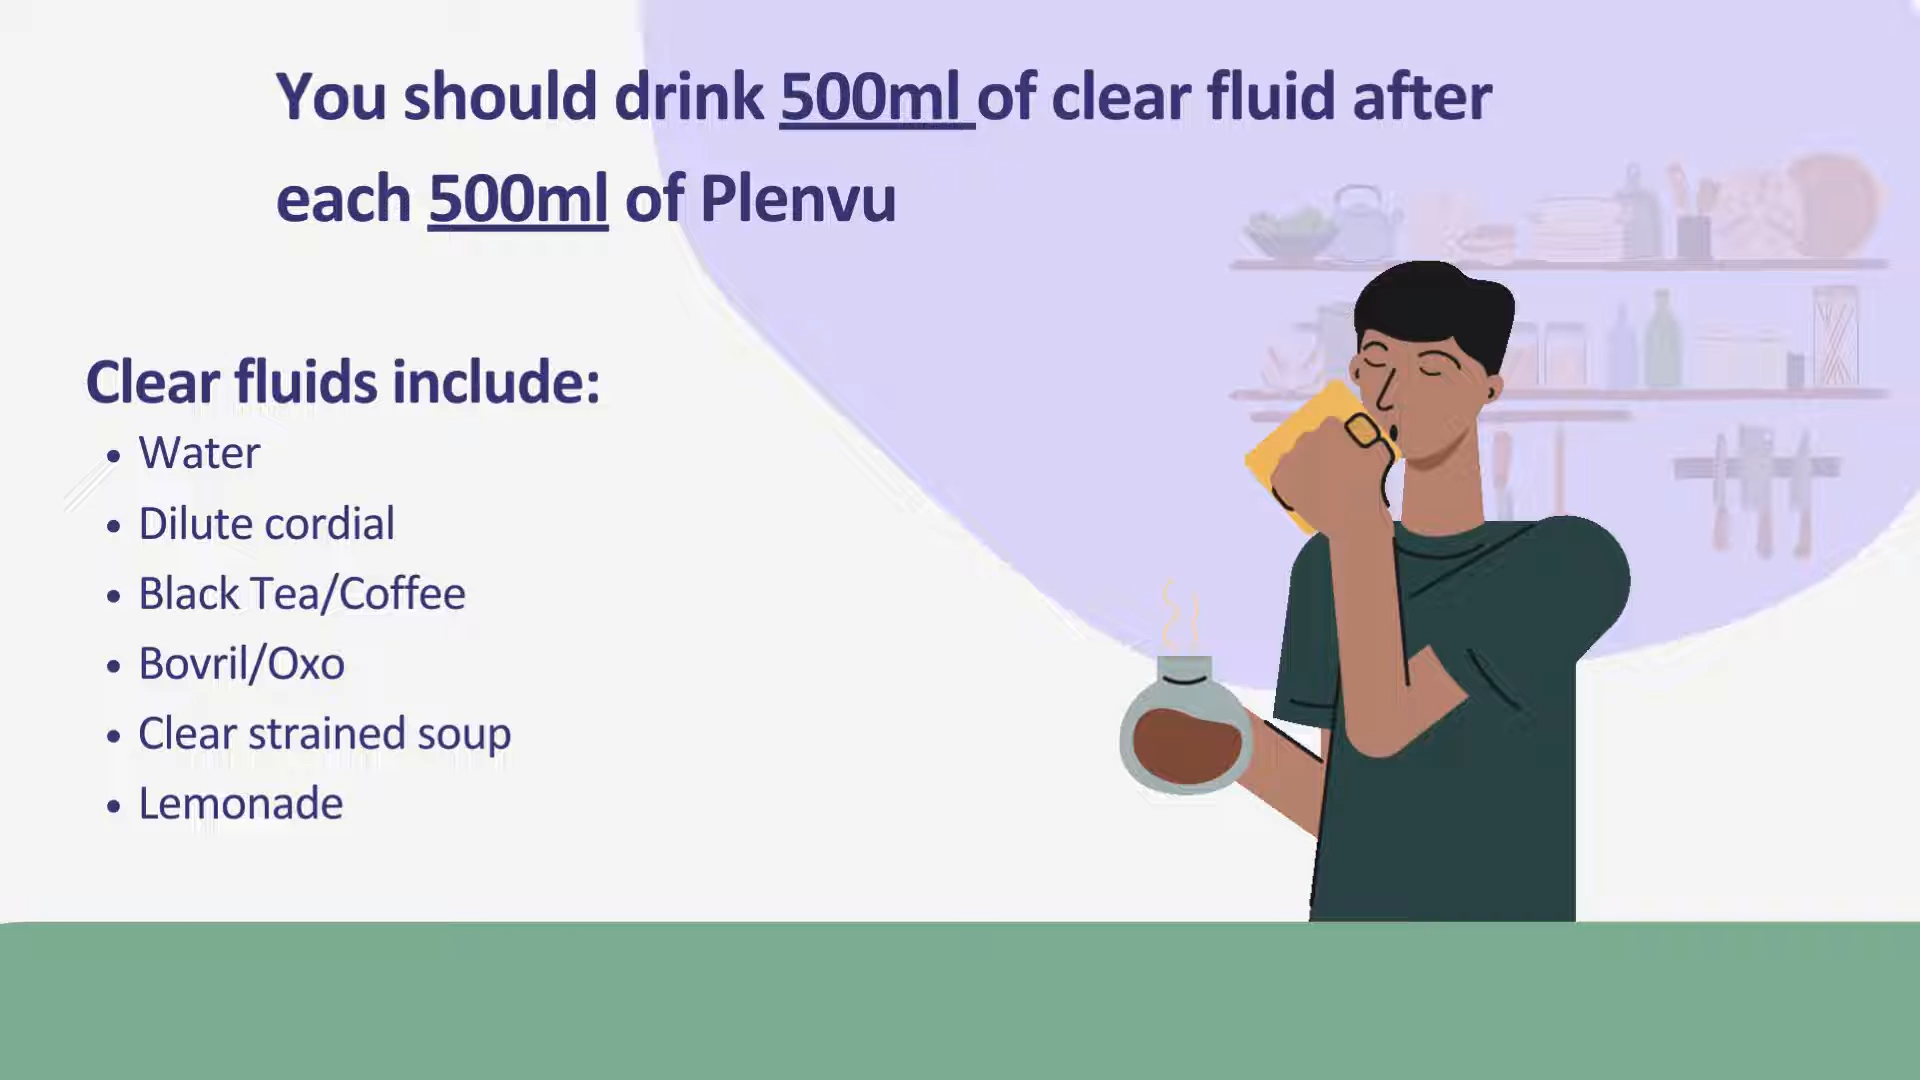 You should drink 500ml of clear fluid after
each 500ml of Plenvu
Clear fluids include:
• Water
• Dilute cordial
• Black Tea/Coffee
• Bovril/Oxo
• Clear strained soup
• Lemonade